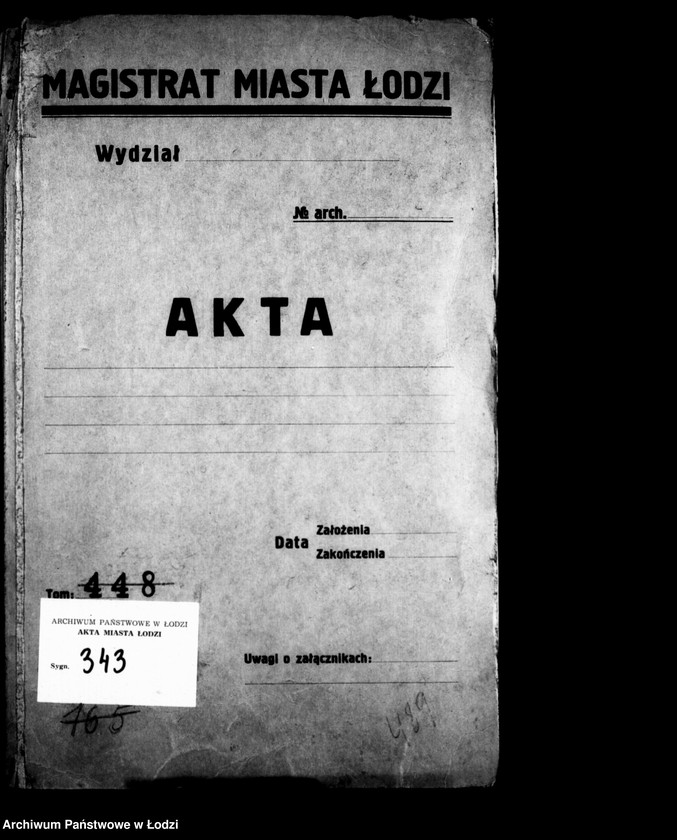 MAGISTRAT MIASTA ŁODZI
Wydział
№ arch.
AKTA
Data
Założenia
Zakończenia
Tom: 448
ARCHIWUM PAŃSTWOWE W ŁODZI
AKTA MIASTA ŁODZI
Sygn. 343
Uwagi o załącznikach:
465
Archiwum Państwowe w Łodzi